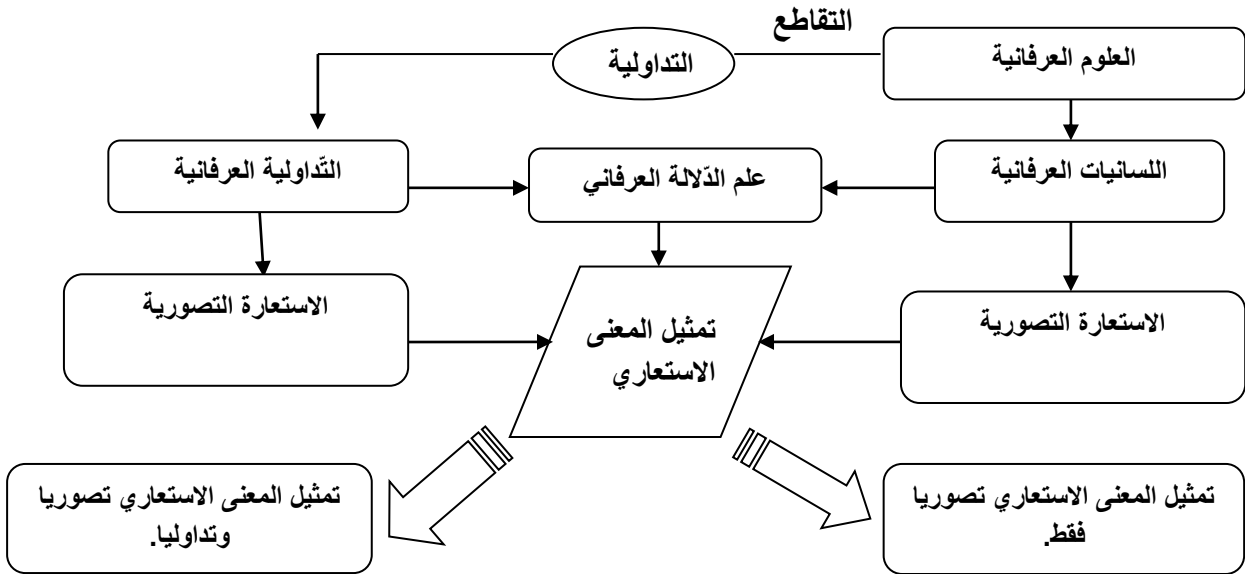 التقاطع
العلوم العرفانية
التداولية
اللسانيات العرفانية
علم الدّلالة العرفاني
التّداولية العرفانية
الاستعارة التصورية
تمثيل المعنى
الاستعاري
الاستعارة التصورية
تمثيل المعنى الاستعاري تصوريا
فقط.
تمثيل المعنى الاستعاري تصوريا
وتداوليا.